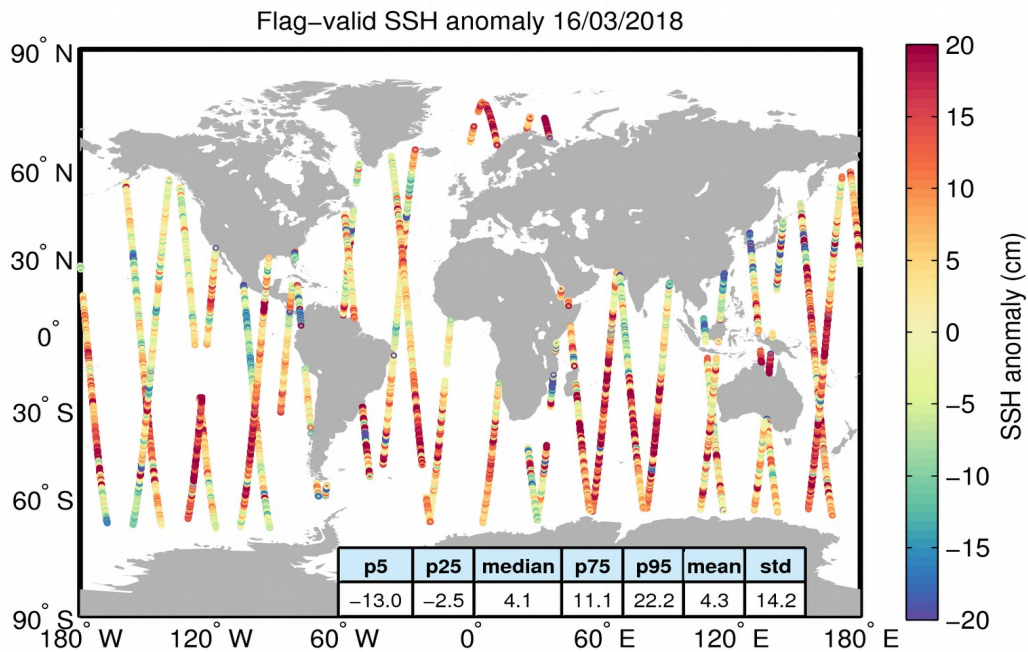 Flag−valid SSH anomaly 16/03/2018
90° N
60° N
30° N
0°
30° S
60° S
90° S
180° W
120° W
60° W
0°
60° E
120° E
180° E
p5 p25 median p75 p95 mean std
−13.0 −2.5 4.1 11.1 22.2 4.3 14.2
20
15
10
5
0
−5
−10
−15
−20
SSH anomaly (cm)